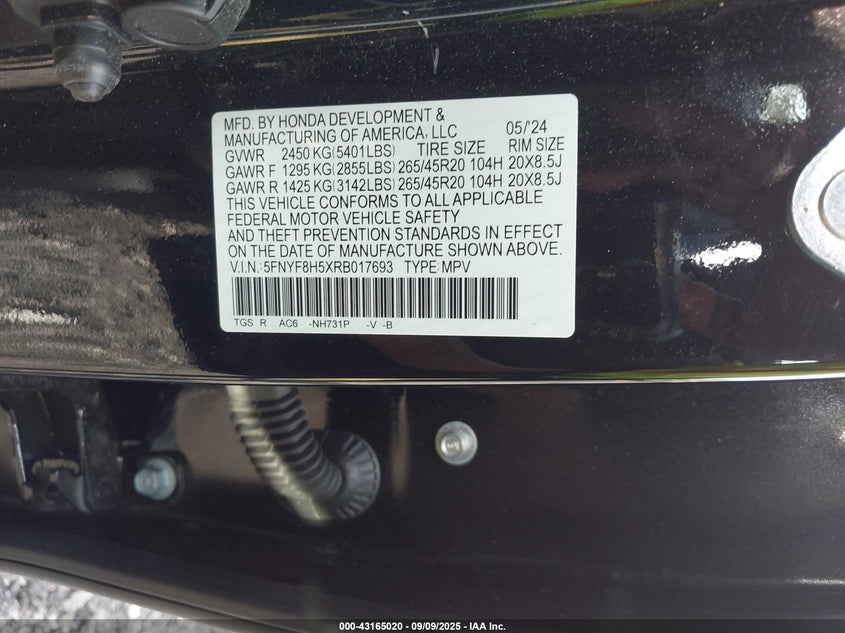 MFD. BY HONDA DEVELOPMENT &
MANUFACTURING OF AMERICA, LLC 05/'24
GVWR 2450 KG(5401LBS) TIRE SIZE RIM SIZE
GAWR F 1295 KG(2855LBS) 265/45R20 104H 20X8.5J
GAWR R 1425 KG(3142LBS) 265/45R20 104H 20X8.5J
THIS VEHICLE CONFORMS TO ALL APPLICABLE
FEDERAL MOTOR VEHICLE SAFETY
AND THEFT PREVENTION STANDARDS IN EFFECT
ON THE DATE OF MANUFACTURE SHOWN ABOVE.
V.I.N.:5FNYF8H5XRB017693 TYPE:MPV
TGS R AC6 -NH731P -V -B
000-43165020 - 09/09/2025 - IAA Inc.